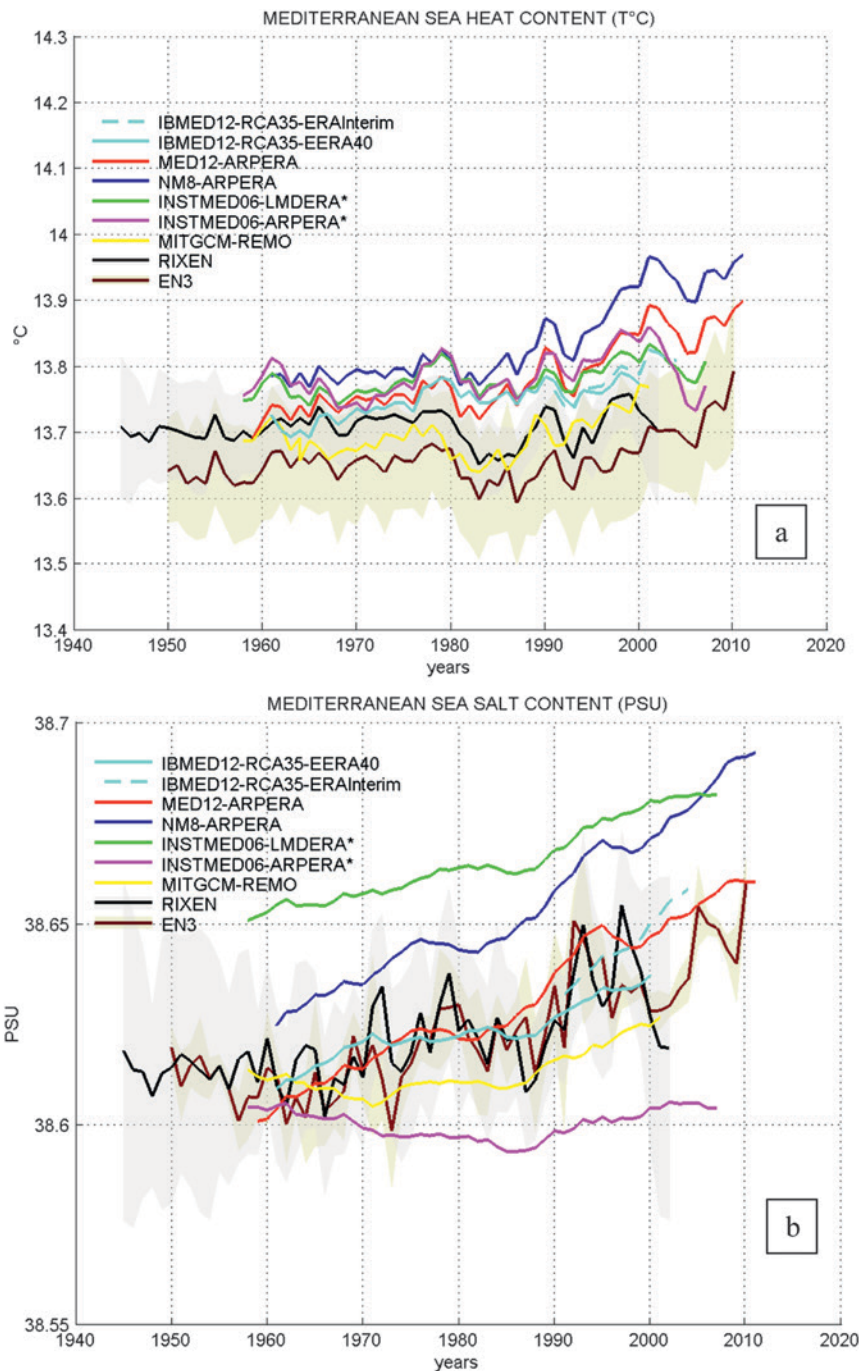 MEDITERRANEAN SEA HEAT CONTENT (T°C)
14.3
14.2
14.1
14
13.9
13.8
13.7
13.6
13.5
13.4
°C
IBMED12-RCA35-ERAInterim
IBMED12-RCA35-EERA40
MED12-ARPERA
NM8-ARPERA
INSTMED06-LMDERA*
INSTMED06-ARPERA*
MITGCM-REMO
RIXEN
EN3
a
1940 1950 1960 1970 1980 1990 2000 2010 2020
years
MEDITERRANEAN SEA SALT CONTENT (PSU)
38.7
38.65
38.6
38.55
PSU
IBMED12-RCA35-EERA40
IBMED12-RCA35-ERAInterim
MED12-ARPERA
NM8-ARPERA
INSTMED06-LMDERA*
INSTMED06-ARPERA*
MITGCM-REMO
RIXEN
EN3
b
1940 1950 1960 1970 1980 1990 2000 2010 2020
years